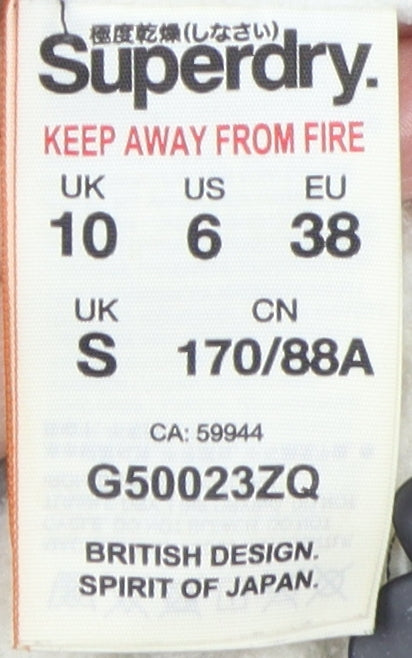 極度乾燥(しなさい)
Superdry.
KEEP AWAY FROM FIRE
UK US EU
10 6 38
UK CN
S 170/88A
CA: 59944
G50023ZQ
BRITISH DESIGN.
SPIRIT OF JAPAN.